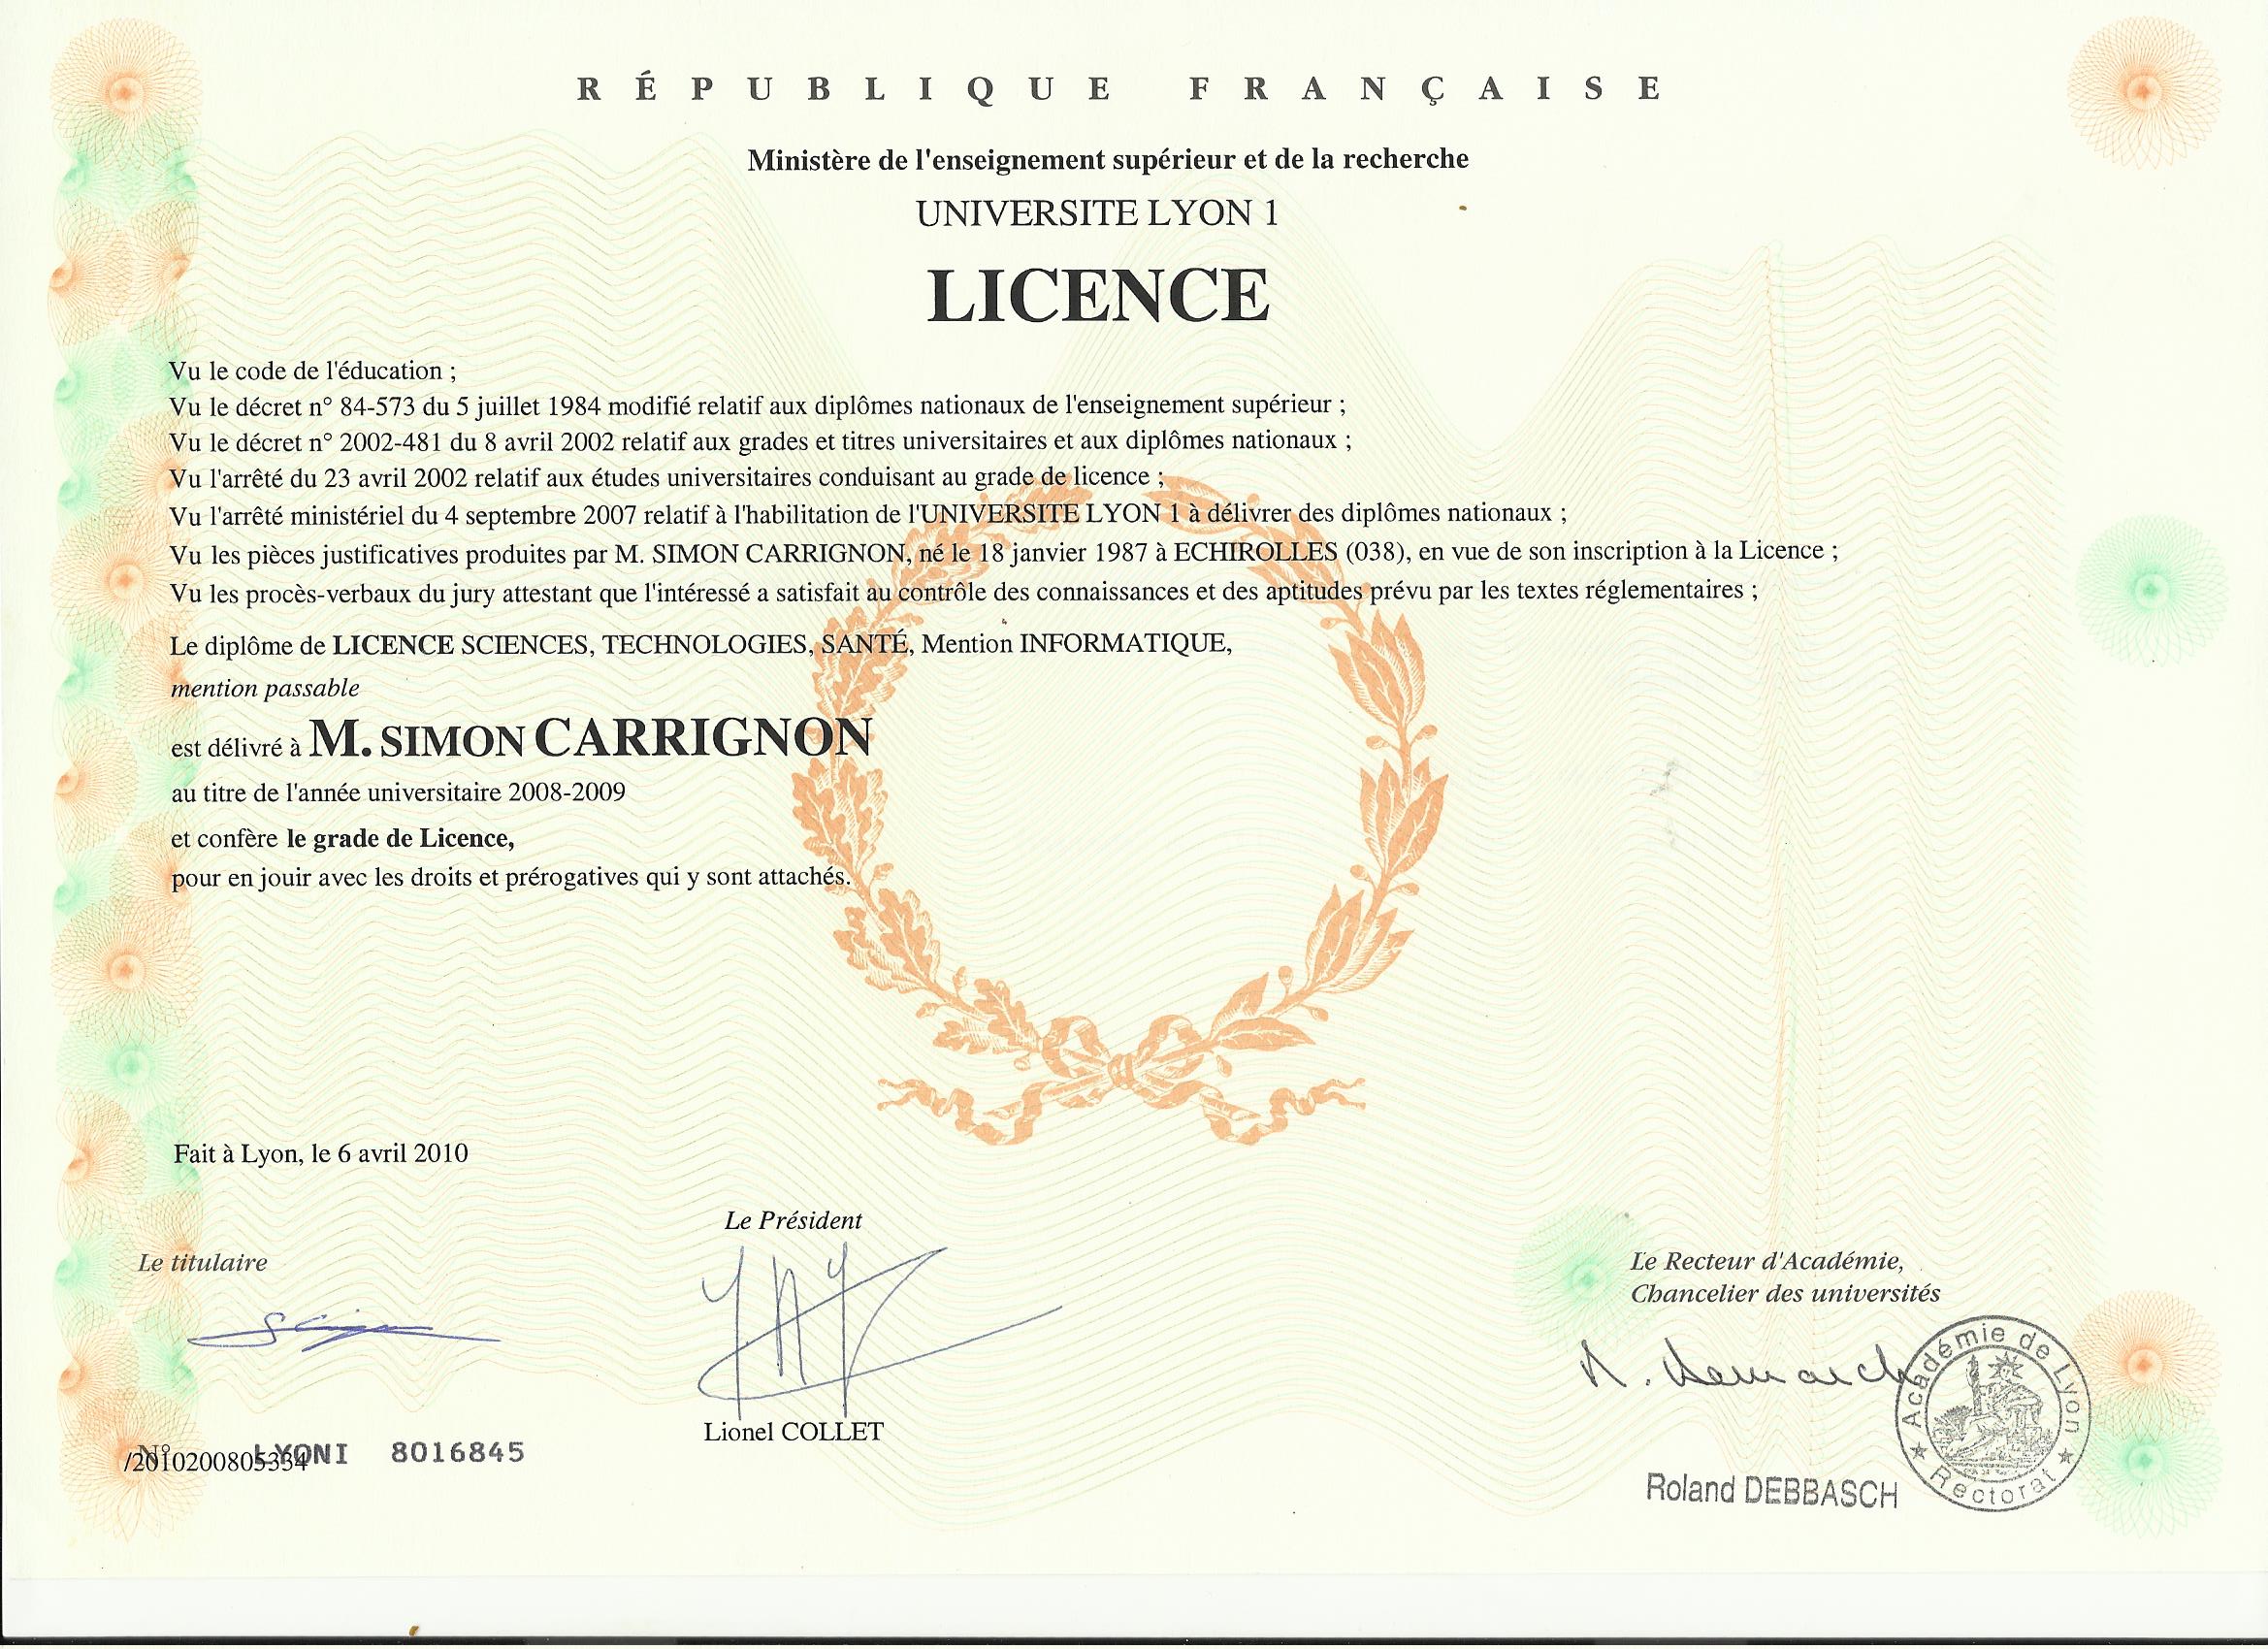 RÉPUBLIQUE FRANÇAISE
Ministère de l'enseignement supérieur et de la recherche
UNIVERSITE LYON 1
LICENCE
Vu le code de l'éducation ;
Vu le décret n° 84-573 du 5 juillet 1984 modifié relatif aux diplômes nationaux de l'enseignement supérieur ;
Vu le décret n° 2002-481 du 8 avril 2002 relatif aux grades et titres universitaires et aux diplômes nationaux ;
Vu l'arrêté du 23 avril 2002 relatif aux études universitaires conduisant au grade de licence ;
Vu l'arrêté ministériel du 4 septembre 2007 relatif à l'habilitation de l'UNIVERSITE LYON 1 à délivrer des diplômes nationaux ;
Vu les pièces justificatives produites par M. SIMON CARRIGNON, né le 18 janvier 1987 à ECHIROLLES (038), en vue de son inscription à la Licence ;
Vu les procès-verbaux du jury attestant que l'intéressé a satisfait au contrôle des connaissances et des aptitudes prévu par les textes réglementaires ;
Le diplôme de LICENCE SCIENCES, TECHNOLOGIES, SANTÉ, Mention INFORMATIQUE,
mention passable
est délivré à M. SIMON CARRIGNON
au titre de l'année universitaire 2008-2009
et confère le grade de Licence,
pour en jouir avec les droits et prérogatives qui y sont attachés.
Fait à Lyon, le 6 avril 2010
Le Président
Le titulaire
Le Recteur d'Académie,
Chancelier des universités
Académie de Lyon
Rectorat
Lionel COLLET
N° LYONI 8016845
/2010200805334
Roland DEBBASCH